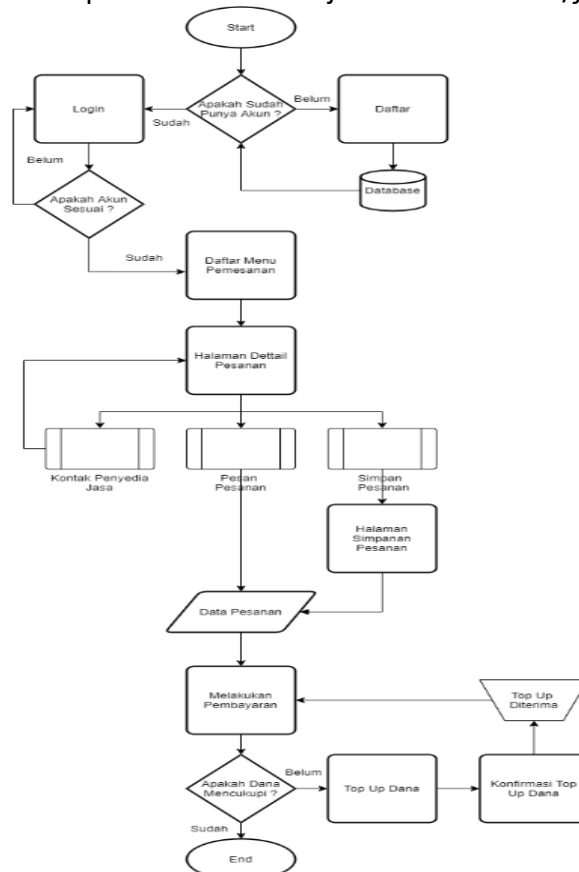 Start
Apakah Sudah
Punya Akun ?
Belum
Sudah
Login
Daftar
Belum
Database
Apakah Akun
Sesuai ?
Sudah
Daftar Menu
Pemesanan
Halaman Dettail
Pesanan
Kontak Penyedia
Jasa
Pesan
Pesanan
Simpan
Pesanan
Halaman
Simpanan
Pesanan
Data Pesanan
Melakukan
Pembayaran
Top Up
Diterima
Apakah Dana
Mencukupi ?
Belum
Top Up Dana
Konfirmasi Top
Up Dana
Sudah
End